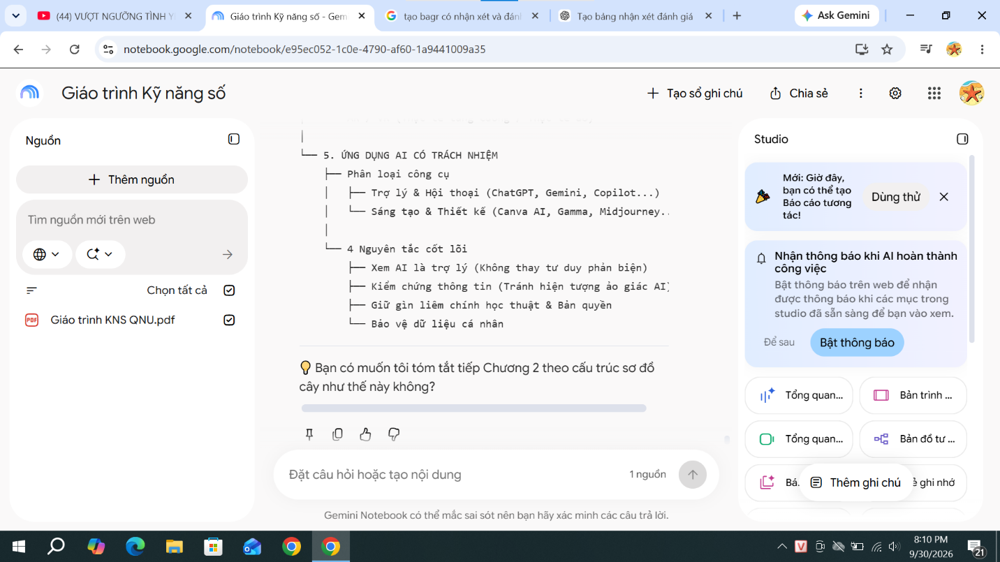 (44) VƯỢT NGƯỠNG TÌNH Y
Giáo trình Kỹ năng số - Gem
tạo bagr có nhận xét và đánh
Tạo bảng nhận xét đánh giá
Ask Gemini
notebook.google.com/notebook/e95ec052-1c0e-4790-af60-1a9441009a35
Giáo trình Kỹ năng số
Tạo sổ ghi chú
Chia sẻ
Nguồn
Thêm nguồn
Tìm nguồn mới trên web
Chọn tất cả
PDF
Giáo trình KNS QNU.pdf
│
└── 5. ỨNG DỤNG AI CÓ TRÁCH NHIỆM
├── Phân loại công cụ
│ ├── Trợ lý & Hội thoại (ChatGPT, Gemini, Copilot...)
│ └── Sáng tạo & Thiết kế (Canva AI, Gamma, Midjourney..
│
└── 4 Nguyên tắc cốt lõi
├── Xem AI là trợ lý (Không thay tư duy phản biện)
├── Kiểm chứng thông tin (Tránh hiện tượng ảo giác AI)
├── Giữ gìn liêm chính học thuật & Bản quyền
└── Bảo vệ dữ liệu cá nhân
💡 Bạn có muốn tôi tóm tắt tiếp Chương 2 theo cấu trúc sơ đồ
cây như thế này không?
Đặt câu hỏi hoặc tạo nội dung
1 nguồn
Gemini Notebook có thể mắc sai sót nên bạn hãy xác minh các câu trả lời.
Studio
Mới: Giờ đây,
bạn có thể tạo
Báo cáo tương
tác!
Dùng thử
Nhận thông báo khi AI hoàn thành
công việc
Bật thông báo trên web để nhận
được thông báo khi các mục trong
studio đã sẵn sàng để bạn vào xem.
Để sau
Bật thông báo
Tổng quan...
Bản trình ...
Tổng quan...
Bản đồ tư ...
Bá.
Thêm ghi chú
ẻ ghi nhớ
V
8:10 PM
9/30/2026
21